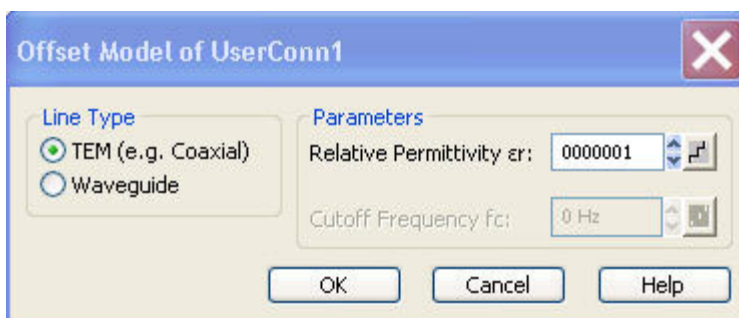 Offset Model of UserConn1
Line Type
TEM (e.g. Coaxial)
Waveguide
Parameters
Relative Permittivity εr: 0000001
Cutoff Frequency fc: 0 Hz
OK Cancel Help